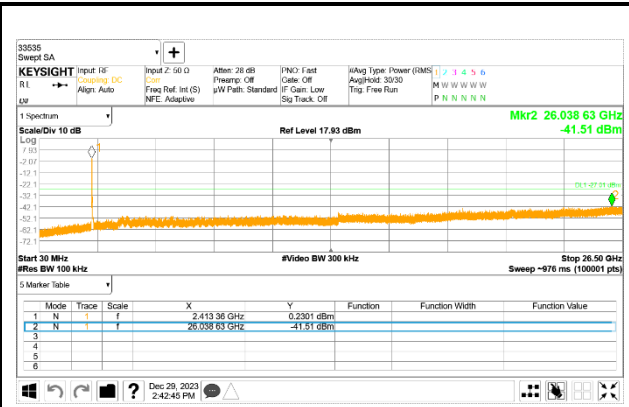 33535
Swept SA
+
KEYSIGHT Input: RF Input Z: 50 Ω Atten: 28 dB PNO: Fast #Avg Type: Power (RMS 1 2 3 4 5 6
R L Coupling: DC Corr Preamp: Off Gate: Off Avg|Hold: 30/30 M W W W W W
Align: Auto Freq Ref: Int (S) µW Path: Standard IF Gain: Low Trig: Free Run
NFE: Adaptive Sig Track: Off P N N N N N
1 Spectrum
Mkr2 26.038 63 GHz
Scale/Div 10 dB Ref Level 17.93 dBm -41.51 dBm
Log
7.93
-2.07
-12.1
-22.1
DL1 -27.01 dBm
-32.1
-42.1
-52.1
-62.1
-72.1
1
2
Start 30 MHz #Video BW 300 kHz Stop 26.50 GHz
#Res BW 100 kHz Sweep ~976 ms (100001 pts)
5 Marker Table
Mode Trace Scale X Y Function Function Width Function Value
1 N 1 f 2.413 36 GHz 0.2301 dBm
2 N 1 f 26.038 63 GHz -41.51 dBm
3
4
5
6
? Dec 29, 2023
2:42:45 PM